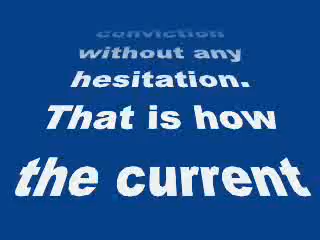 conviction
without any
hesitation.
That is how
the current